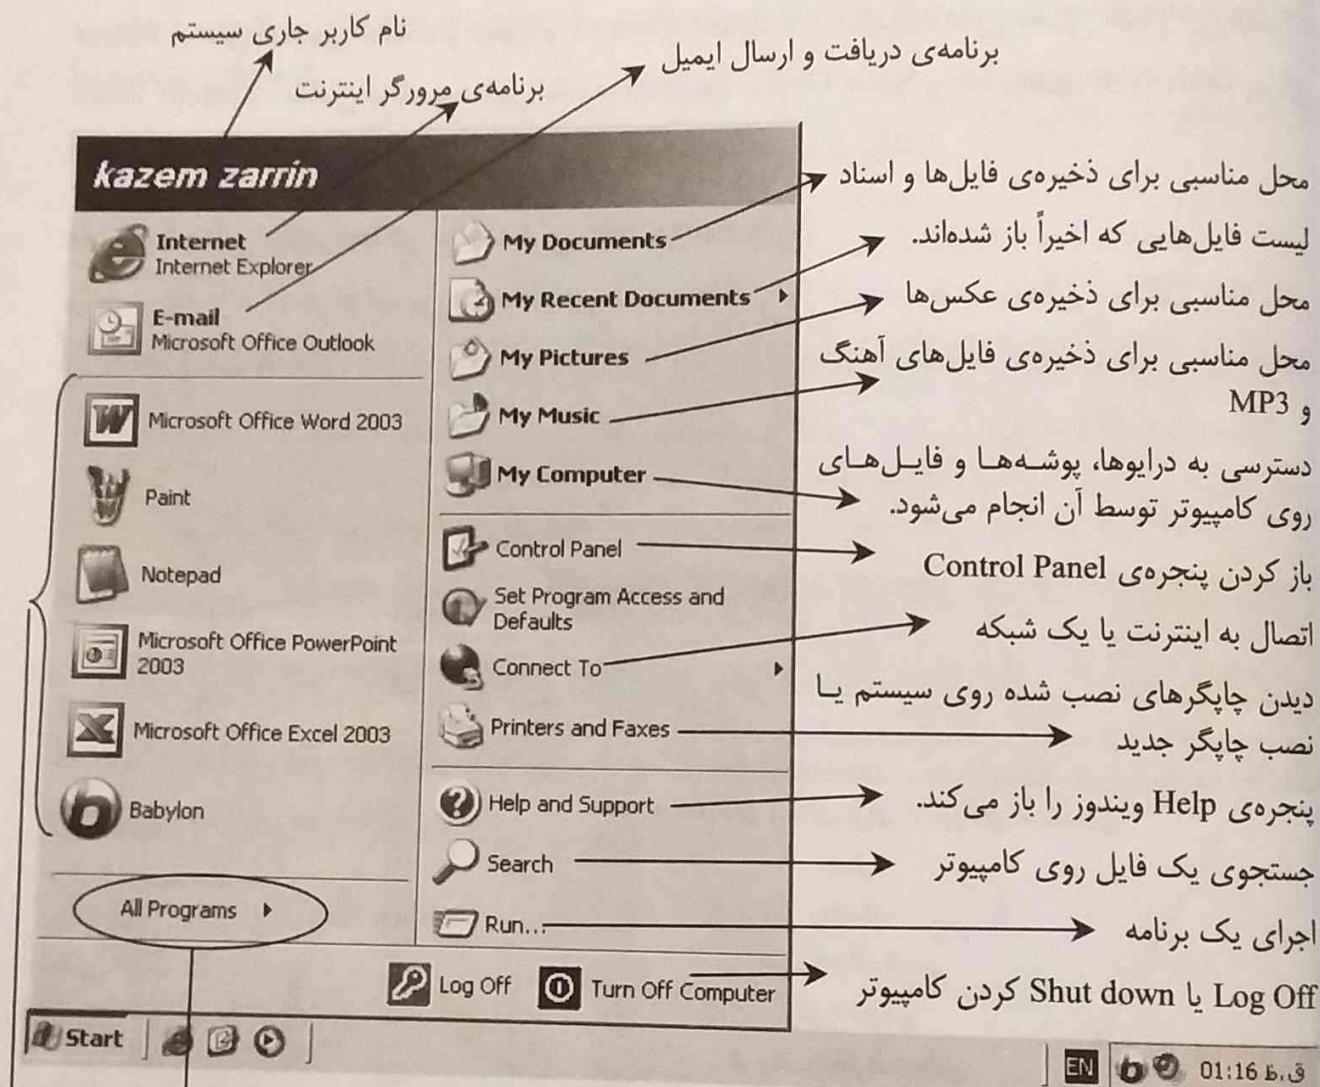 نام کاربر جاری سیستم
برنامه‌ی دریافت و ارسال ایمیل
برنامه‌ی مرورگر اینترنت
kazem zarrin
Internet
Internet Explorer
E-mail
Microsoft Office Outlook
Microsoft Office Word 2003
Paint
Notepad
Microsoft Office PowerPoint
2003
Microsoft Office Excel 2003
Babylon
All Programs
My Documents
My Recent Documents
My Pictures
My Music
My Computer
Control Panel
Set Program Access and
Defaults
Connect To
Printers and Faxes
Help and Support
Search
Run...
Log Off
Turn Off Computer
محل مناسبی برای ذخیره‌ی فایل‌ها و اسناد
لیست فایل‌هایی که اخیراً باز شده‌اند.
محل مناسبی برای ذخیره‌ی عکس‌ها
محل مناسبی برای ذخیره‌ی فایل‌های آهنگ
و MP3
دسترسی به درایوها، پوشه‌ها و فایل‌های
روی کامپیوتر توسط آن انجام می‌شود.
باز کردن پنجره‌ی Control Panel
اتصال به اینترنت یا یک شبکه
دیدن چاپگرهای نصب شده روی سیستم یا
نصب چاپگر جدید
پنجره‌ی Help ویندوز را باز می‌کند.
جستجوی یک فایل روی کامپیوتر
اجرای یک برنامه
Log Off یا Shut down کردن کامپیوتر
Start
EN
01:16 ق.ظ